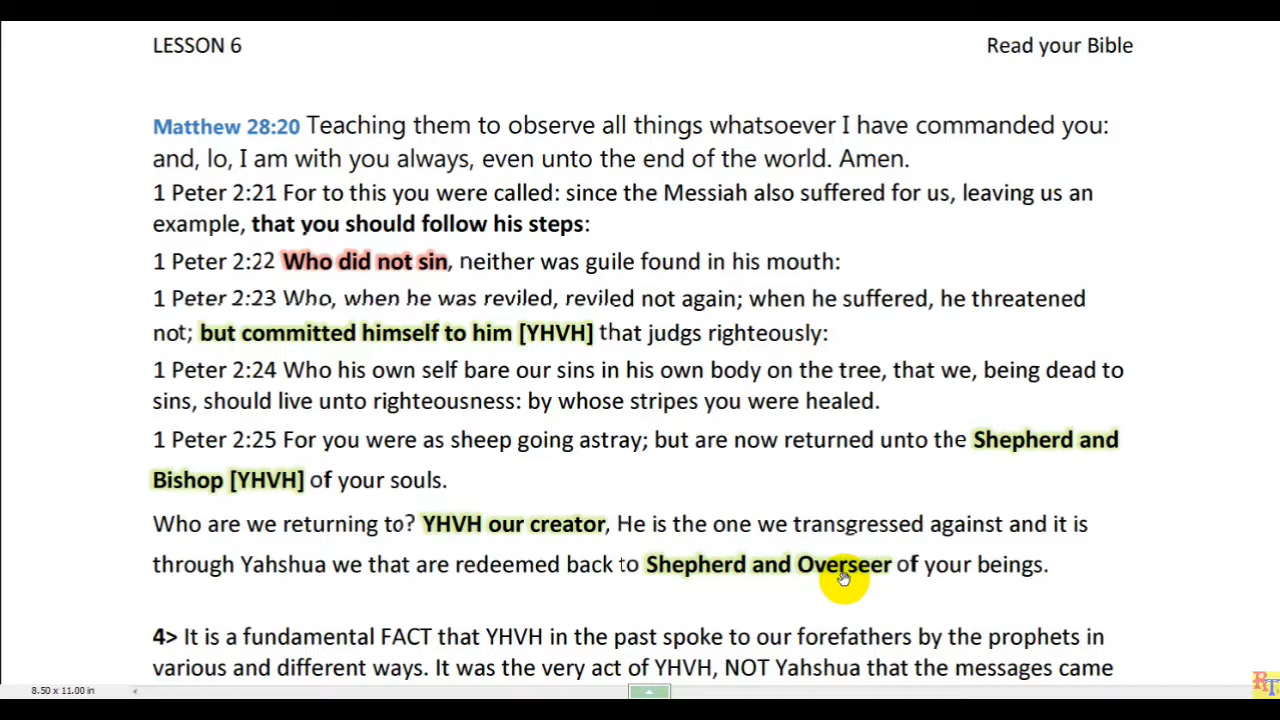 LESSON 6 Read your Bible
Matthew 28:20 Teaching them to observe all things whatsoever I have commanded you:
and, lo, I am with you always, even unto the end of the world. Amen.
1 Peter 2:21 For to this you were called: since the Messiah also suffered for us, leaving us an
example, that you should follow his steps:
1 Peter 2:22 Who did not sin, neither was guile found in his mouth:
1 Peter 2:23 Who, when he was reviled, reviled not again; when he suffered, he threatened
not; but committed himself to him [YHVH] that judgs righteously:
1 Peter 2:24 Who his own self bare our sins in his own body on the tree, that we, being dead to
sins, should live unto righteousness: by whose stripes you were healed.
1 Peter 2:25 For you were as sheep going astray; but are now returned unto the Shepherd and
Bishop [YHVH] of your souls.
Who are we returning to? YHVH our creator, He is the one we transgressed against and it is
through Yahshua we that are redeemed back to Shepherd and Overseer of your beings.
4> It is a fundamental FACT that YHVH in the past spoke to our forefathers by the prophets in
various and different ways. It was the very act of YHVH, NOT Yahshua that the messages came
8.50 x 11.00 in